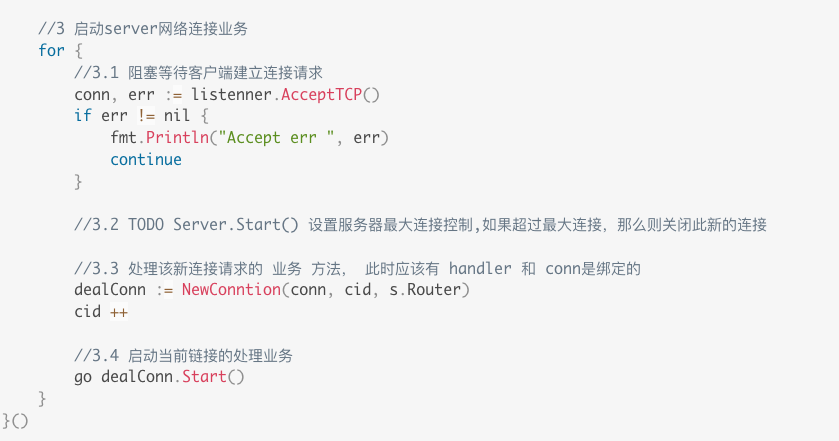 //3 启动server网络连接业务
for {
//3.1 阻塞等待客户端建立连接请求
conn, err := listenner.AcceptTCP()
if err != nil {
fmt.Println("Accept err ", err)
continue
}
//3.2 TODO Server.Start() 设置服务器最大连接控制,如果超过最大连接，那么则关闭此新的连接
//3.3 处理该新连接请求的 业务 方法， 此时应该有 handler 和 conn是绑定的
dealConn := NewConntion(conn, cid, s.Router)
cid ++
//3.4 启动当前链接的处理业务
go dealConn.Start()
}
}()